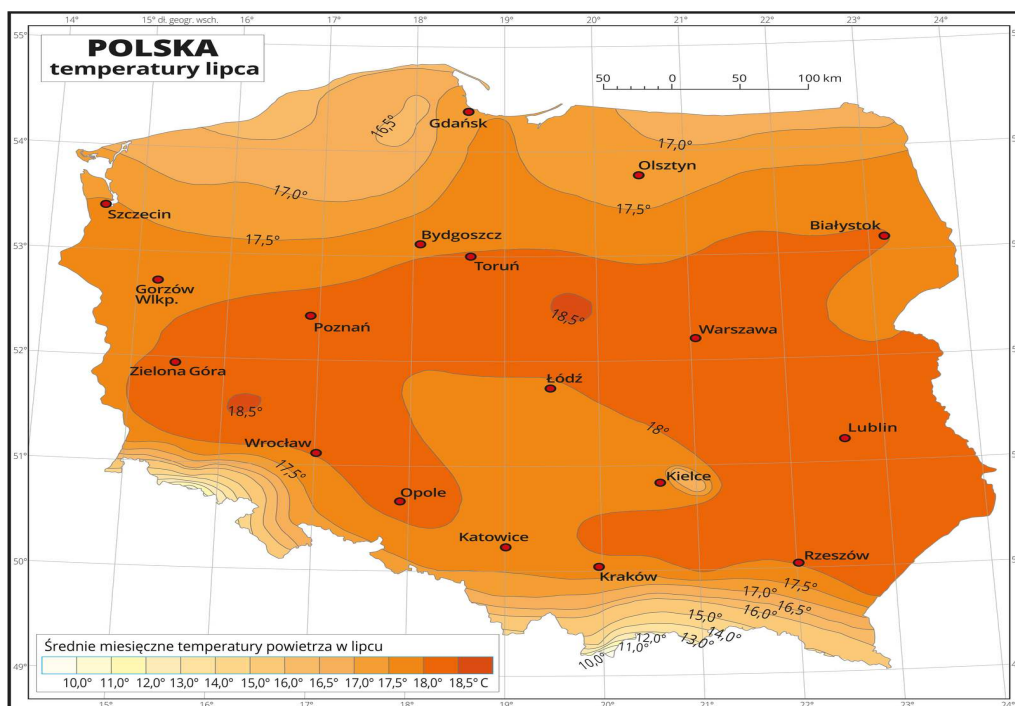 14° 15° dł. geogr. wsch. 16° 17° 18° 19° 20° 21° 22° 23° 24°
55°
POLSKA
temperatury lipca
50 0 50 100 km
16,5°
Gdańsk
54°
17,0°
Olsztyn
17,0°
17,5°
Szczecin
Białystok
17,5°
Bydgoszcz
53°
Toruń
Gorzów
Wlkp.
18,5°
Poznań
Warszawa
52°
Zielona Góra
Łódź
18,5°
18°
Lublin
Wrocław
51°
17,5°
Kielce
Opole
Katowice
50°
Kraków
Rzeszów
17,5°
17,0°
16,5°
16,0°
15,0°
14,0°
13,0°
12,0°
11,0°
10,0°
Średnie miesięczne temperatury powietrza w lipcu
10,0° 11,0° 12,0° 13,0° 14,0° 15,0° 16,0° 16,5° 17,0° 17,5° 18,0° 18,5° C
49°
15° 16° 17° 18° 19° 20° 21° 22° 23° 24°